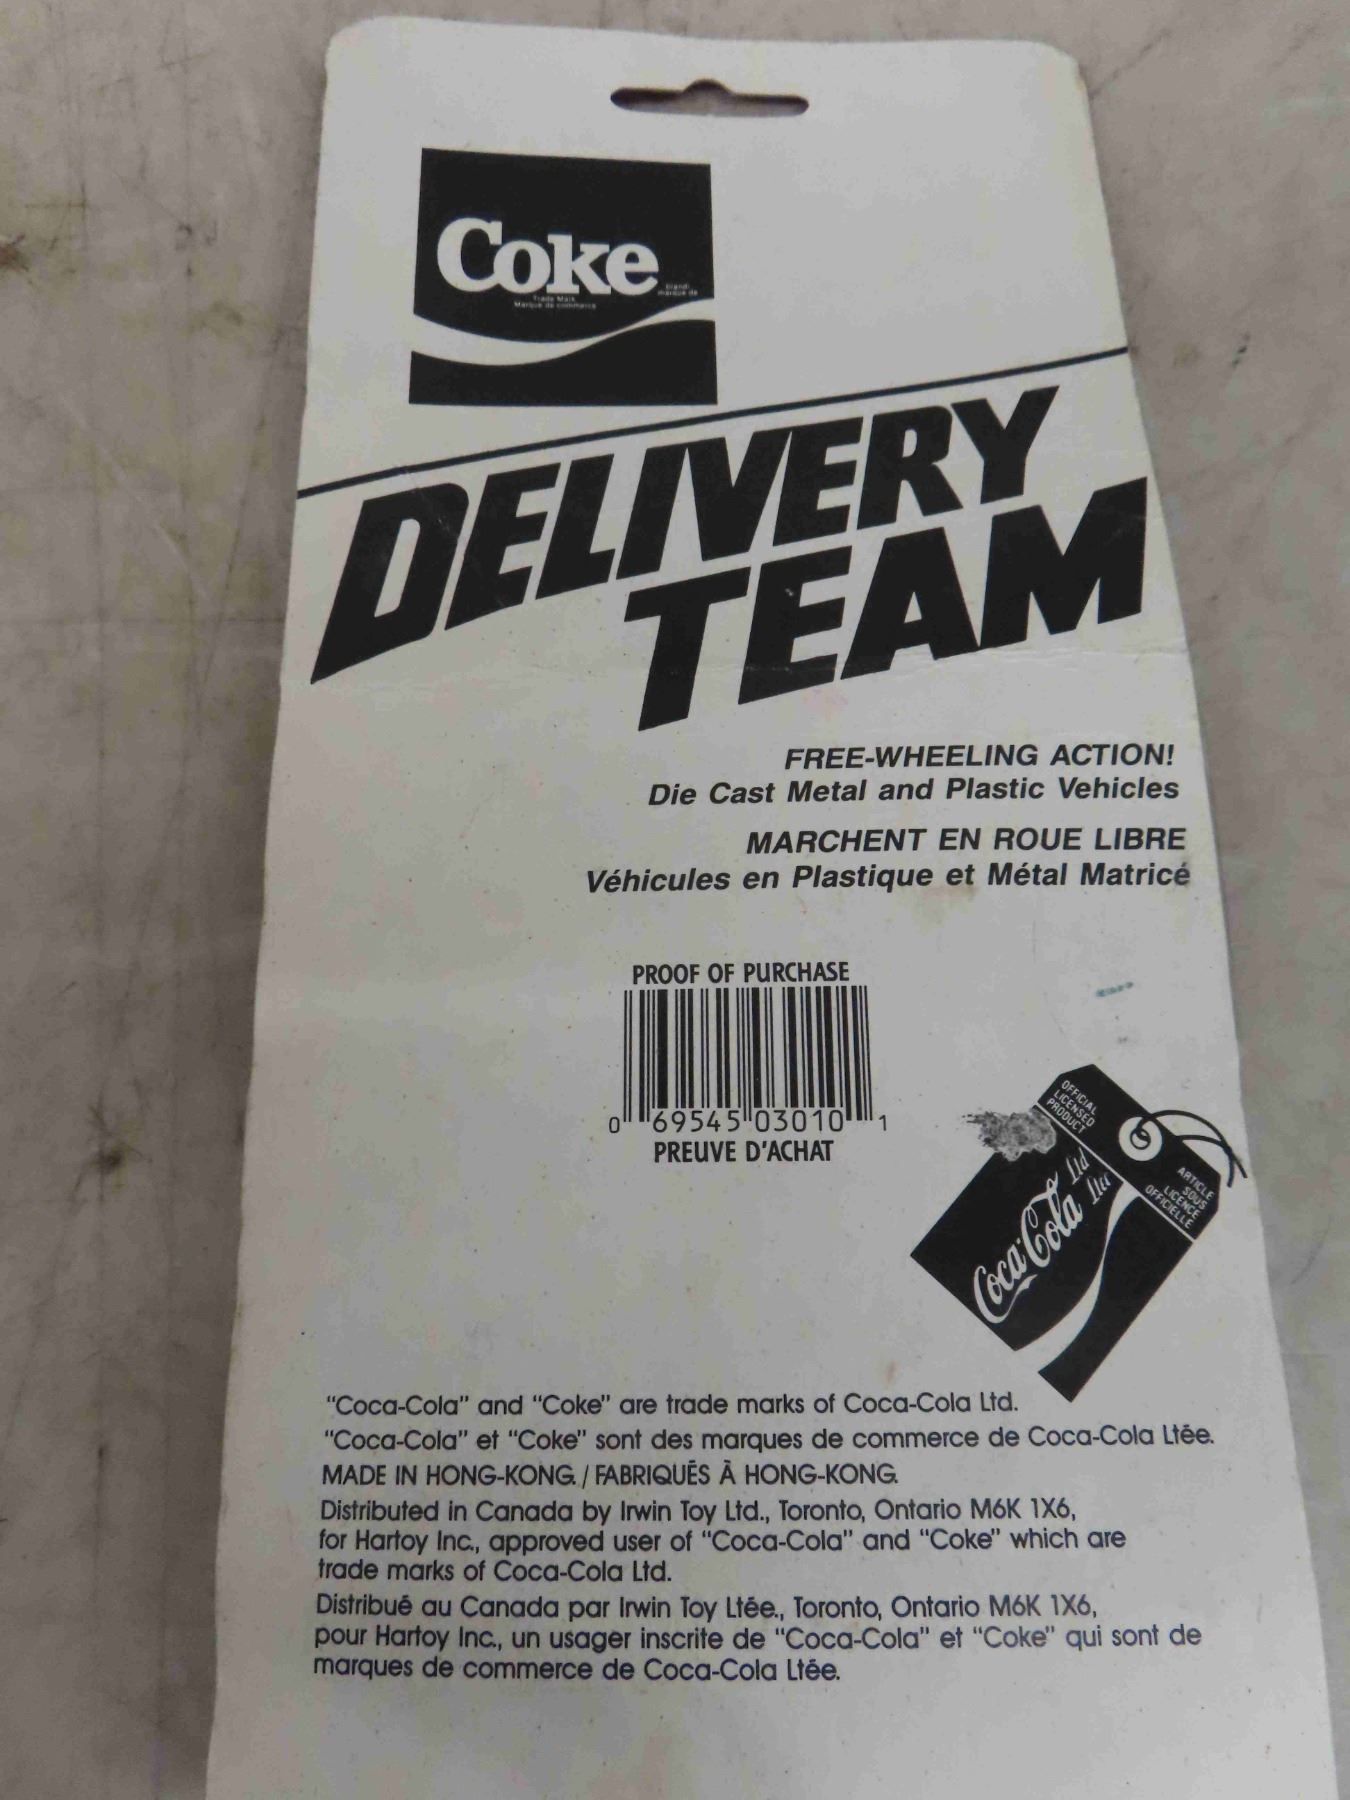 Coke
Trade Mark
Marque de commerce
marque de
DELIVERY
TEAM
FREE-WHEELING ACTION!
Die Cast Metal and Plastic Vehicles
MARCHENT EN ROUE LIBRE
Véhicules en Plastique et Métal Matricé
PROOF OF PURCHASE
0 69545 03010 1
PREUVE D'ACHAT
OFFICIAL
LICENSED
PRODUCT
ARTICLE
SOUS
LICENCE
OFFICIELLE
Coca-Cola Ltd
Ltée
"Coca-Cola" and "Coke" are trade marks of Coca-Cola Ltd.
"Coca-Cola" et "Coke" sont des marques de commerce de Coca-Cola Ltée.
MADE IN HONG-KONG. / FABRIQUÉS À HONG-KONG.
Distributed in Canada by Irwin Toy Ltd., Toronto, Ontario M6K 1X6,
for Hartoy Inc., approved user of "Coca-Cola" and "Coke" which are
trade marks of Coca-Cola Ltd.
Distribué au Canada par Irwin Toy Ltée., Toronto, Ontario M6K 1X6,
pour Hartoy Inc., un usager inscrite de "Coca-Cola" et "Coke" qui sont de
marques de commerce de Coca-Cola Ltée.